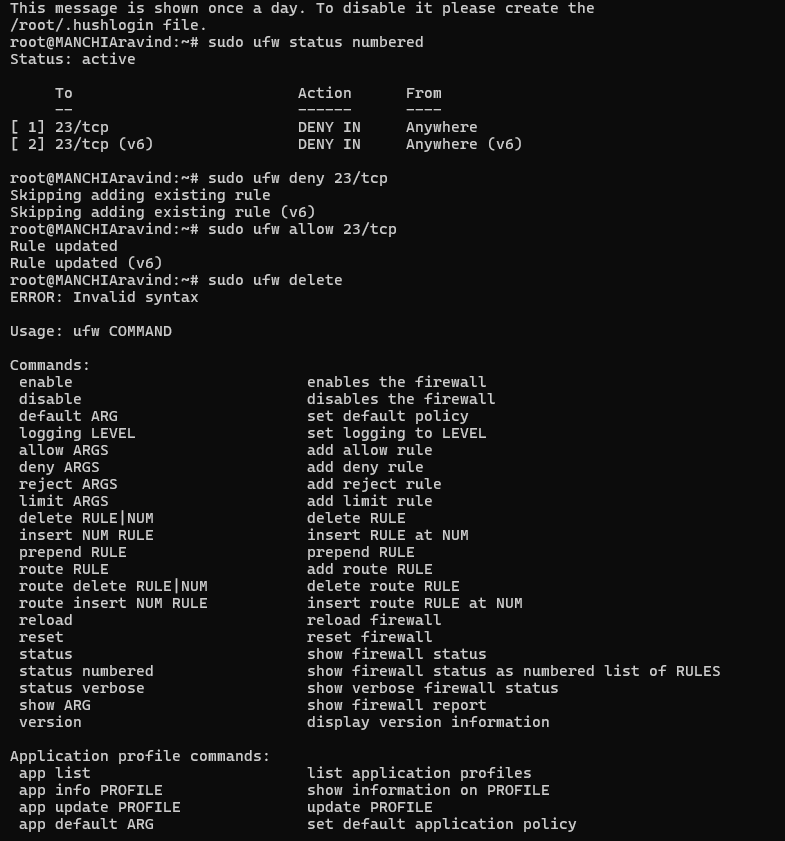 This message is shown once a day. To disable it please create the
/root/.hushlogin file.
root@MANCHIAravind:~# sudo ufw status numbered
Status: active

     To                         Action      From
     --                         ------      ----
[ 1] 23/tcp                     DENY IN     Anywhere
[ 2] 23/tcp (v6)                DENY IN     Anywhere (v6)

root@MANCHIAravind:~# sudo ufw deny 23/tcp
Skipping adding existing rule
Skipping adding existing rule (v6)
root@MANCHIAravind:~# sudo ufw allow 23/tcp
Rule updated
Rule updated (v6)
root@MANCHIAravind:~# sudo ufw delete
ERROR: Invalid syntax

Usage: ufw COMMAND

Commands:
 enable                          enables the firewall
 disable                         disables the firewall
 default ARG                     set default policy
 logging LEVEL                   set logging to LEVEL
 allow ARGS                      add allow rule
 deny ARGS                       add deny rule
 reject ARGS                     add reject rule
 limit ARGS                      add limit rule
 delete RULE|NUM                 delete RULE
 insert NUM RULE                 insert RULE at NUM
 prepend RULE                    prepend RULE
 route RULE                      add route RULE
 route delete RULE|NUM           delete route RULE
 route insert NUM RULE           insert route RULE at NUM
 reload                          reload firewall
 reset                           reset firewall
 status                          show firewall status
 status numbered                 show firewall status as numbered list of RULES
 status verbose                  show verbose firewall status
 show ARG                        show firewall report
 version                         display version information

Application profile commands:
 app list                        list application profiles
 app info PROFILE                show information on PROFILE
 app update PROFILE              update PROFILE
 app default ARG                 set default application policy